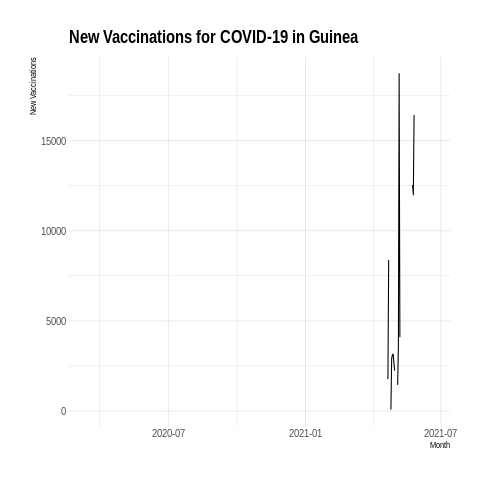 New Vaccinations for COVID-19 in Guinea
New Vaccinations
15000
10000
5000
0
2020-07 2021-01 2021-07
Month